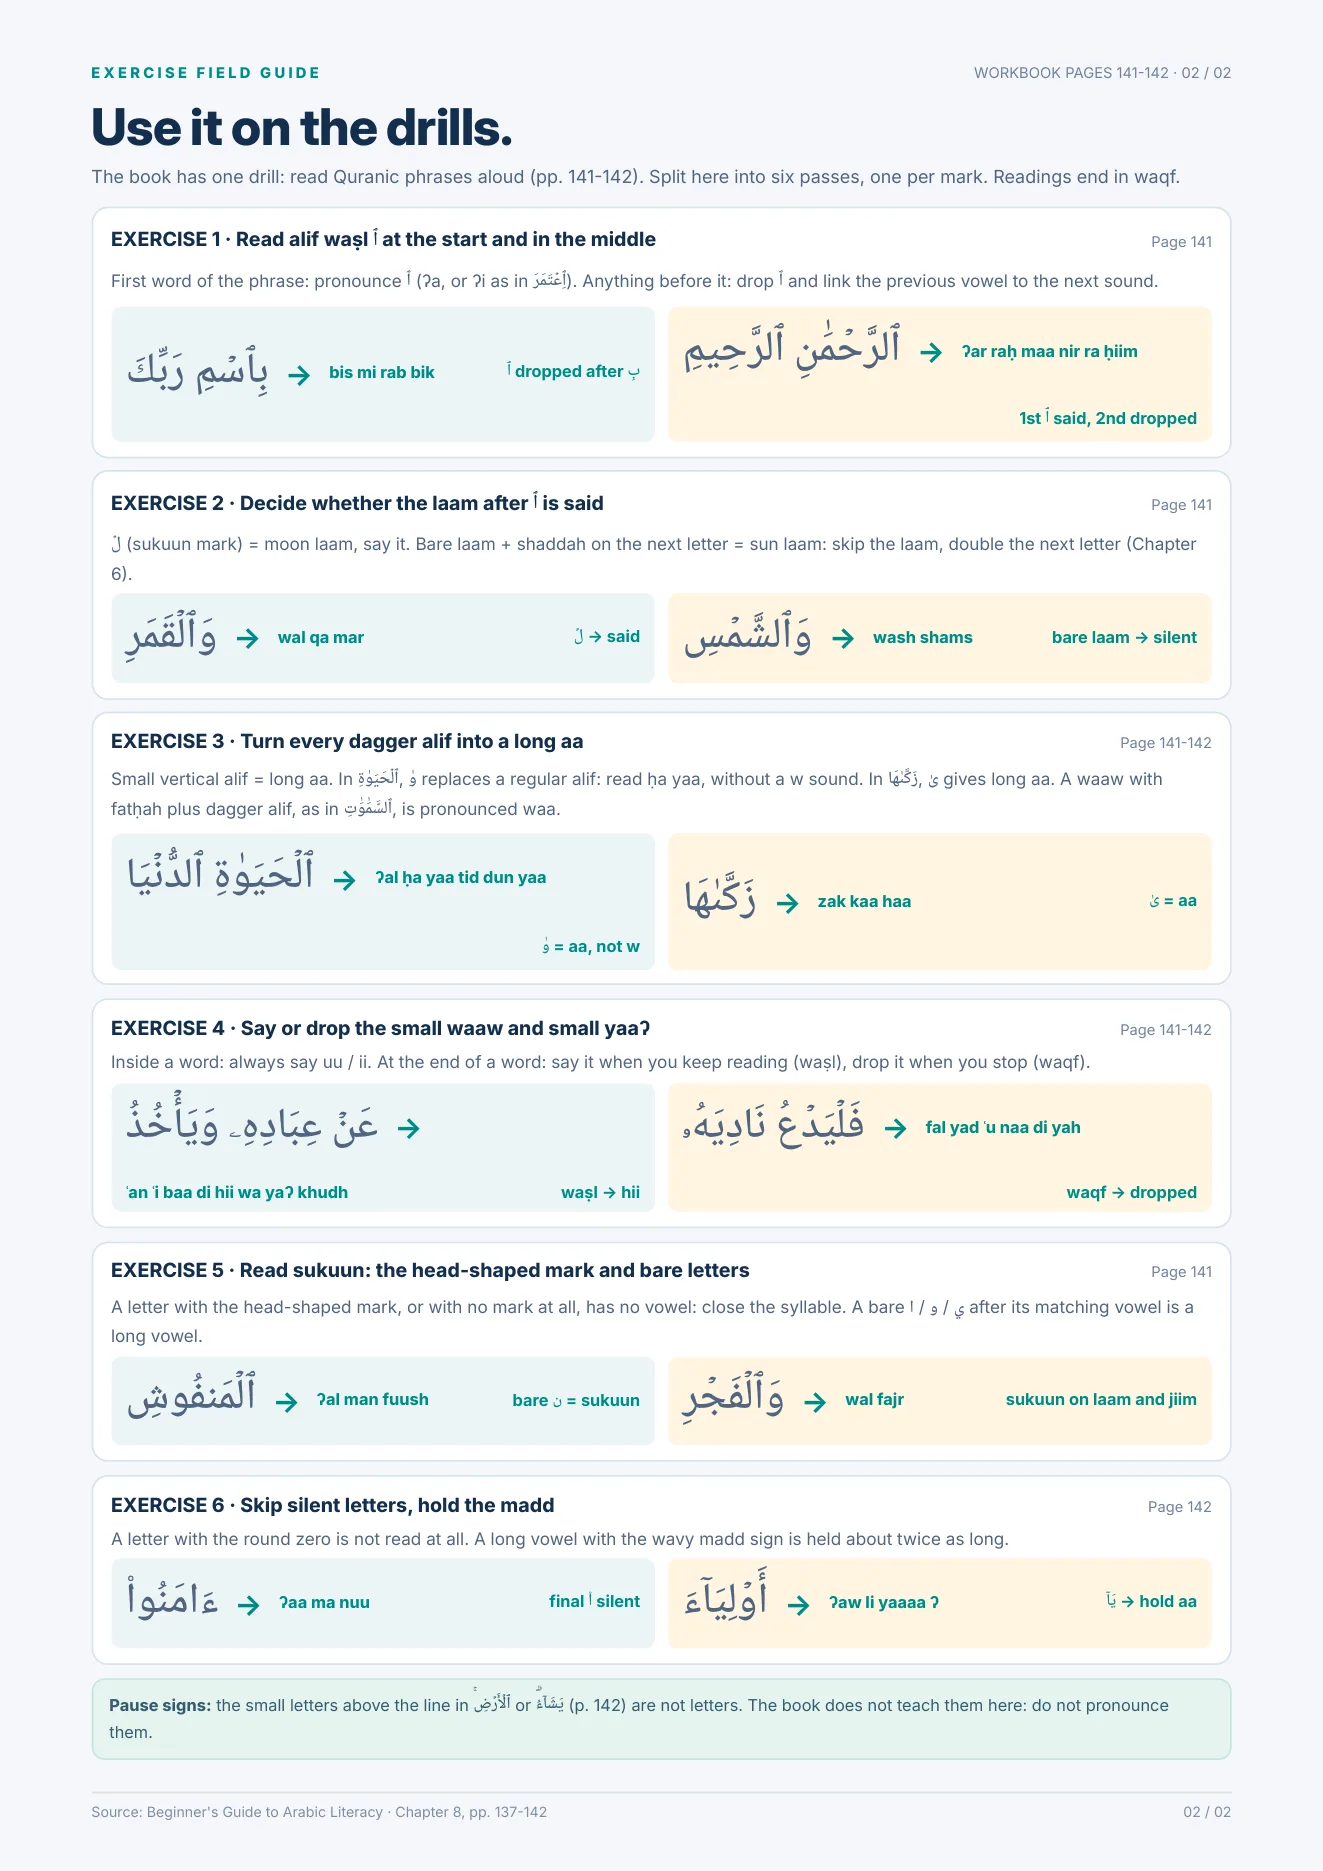 EXERCISE FIELD GUIDE
WORKBOOK PAGES 141-142 · 02 / 02
Use it on the drills.
The book has one drill: read Quranic phrases aloud (pp. 141-142). Split here into six passes, one per mark. Readings end in waqf.
EXERCISE 1 · Read alif waṣl ٱ at the start and in the middle
Page 141
First word of the phrase: pronounce ٱ (ʔa, or ʔi as in ٱِعْتَمَرَ). Anything before it: drop ٱ and link the previous vowel to the next sound.
بِٱسۡمِ رَبِّكَ → bis mi rab bik
ٱ dropped after بِ
ٱلرَّحۡمَٰنِ ٱلرَّحِيمِ → ʔar raḥ maa nir ra ḥiim
1st ٱ said, 2nd dropped
EXERCISE 2 · Decide whether the laam after ٱ is said
Page 141
لۡ (sukuun mark) = moon laam, say it. Bare laam + shaddah on the next letter = sun laam: skip the laam, double the next letter (Chapter
6).
وَٱلۡقَمَرِ → wal qa mar
لۡ → said
وَٱلشَّمۡسِ → wash shams
bare laam → silent
EXERCISE 3 · Turn every dagger alif into a long aa
Page 141-142
Small vertical alif = long aa. In ٱلۡحَيَوٰةِ, وٰ replaces a regular alif: read ḥa yaa, without a w sound. In زَكَّىٰهَا, ىٰ gives long aa. A waaw with
fatḥah plus dagger alif, as in ٱلسَّمَٰوَٰتِ, is pronounced waa.
ٱلۡحَيَوٰةِ ٱلدُّنۡيَا → ʔal ḥa yaa tid dun yaa
وٰ = aa, not w
زَكَّىٰهَا → zak kaa haa
ىٰ = aa
EXERCISE 4 · Say or drop the small waaw and small yaaʔ
Page 141-142
Inside a word: always say uu / ii. At the end of a word: say it when you keep reading (waṣl), drop it when you stop (waqf).
عَنۡ عِبَادِهِۦ وَيَأۡخُذُ →
ʿan ʿi baa di hii wa yaʔ khudh
waṣl → hii
فَلۡيَدۡعُ نَادِيَهُۥ → fal yad ʿu naa di yah
waqf → dropped
EXERCISE 5 · Read sukuun: the head-shaped mark and bare letters
Page 141
A letter with the head-shaped mark, or with no mark at all, has no vowel: close the syllable. A bare ا / و / ي after its matching vowel is a
long vowel.
ٱلۡمَنفُوشِ → ʔal man fuush
bare ن = sukuun
وَٱلۡفَجۡرِ → wal fajr
sukuun on laam and jiim
EXERCISE 6 · Skip silent letters, hold the madd
Page 142
A letter with the round zero is not read at all. A long vowel with the wavy madd sign is held about twice as long.
ءَامَنُواْ → ʔaa ma nuu
final اْ silent
أَوۡلِيَآءَ → ʔaw li yaaaa ʔ
يَآ → hold aa
Pause signs: the small letters above the line in ٱلۡأَرۡضِۚ or يَشَآءُۗ (p. 142) are not letters. The book does not teach them here: do not pronounce
them.
Source: Beginner's Guide to Arabic Literacy · Chapter 8, pp. 137-142
02 / 02